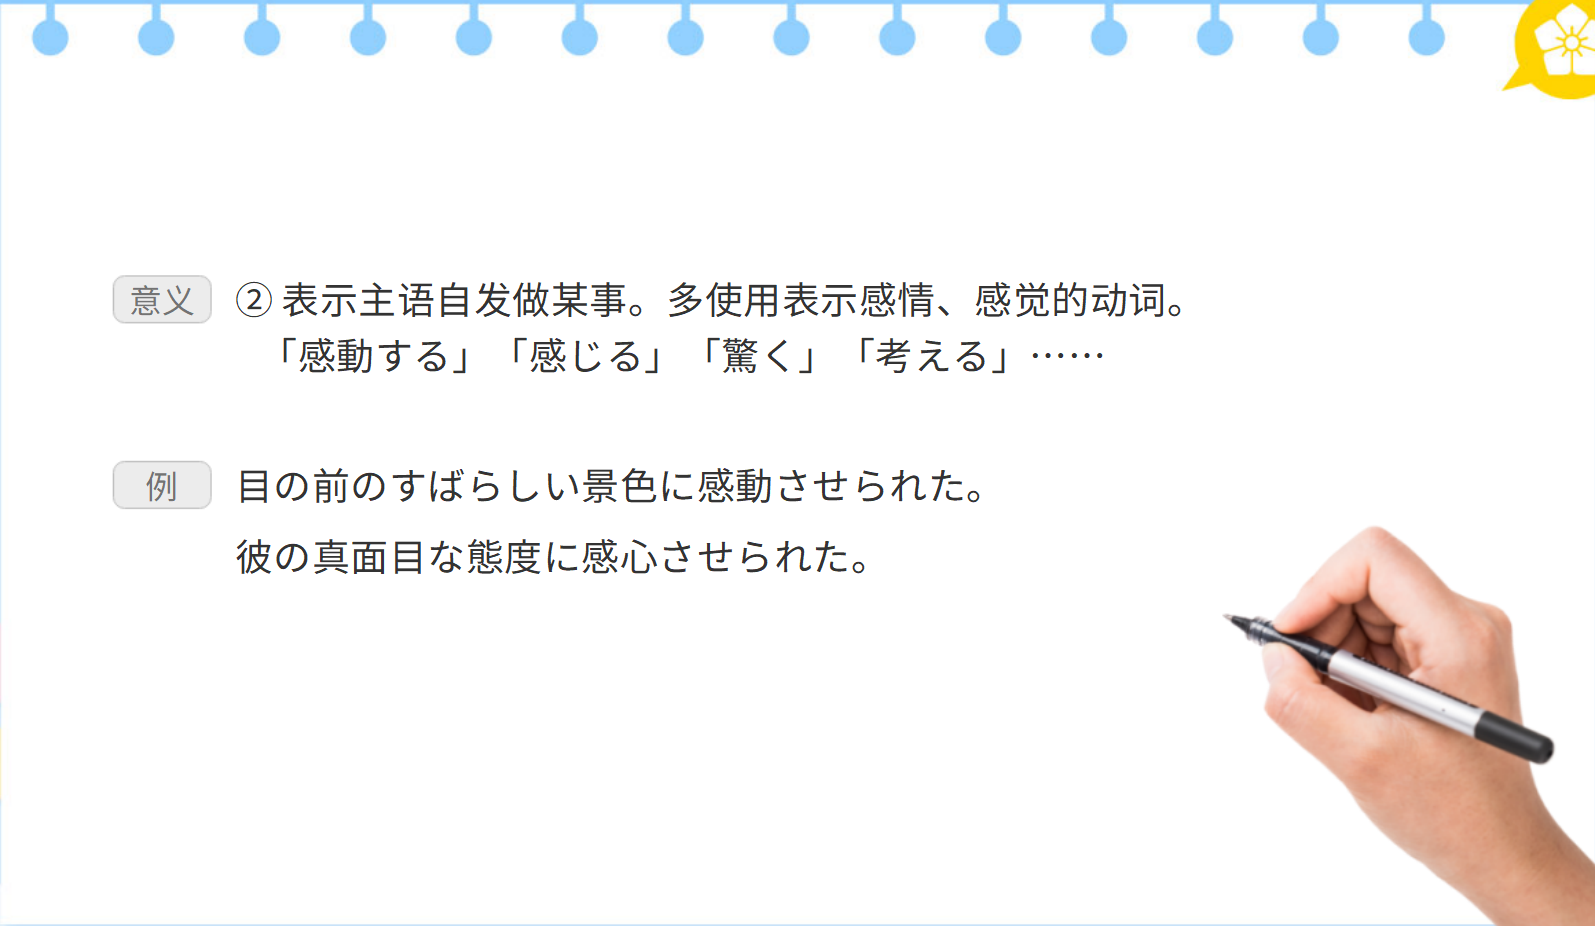 意义 ② 表示主语自发做某事。多使用表示感情、感觉的动词。
「感動する」「感じる」「驚く」「考える」……
例 目の前のすばらしい景色に感動させられた。
彼の真面目な態度に感心させられた。